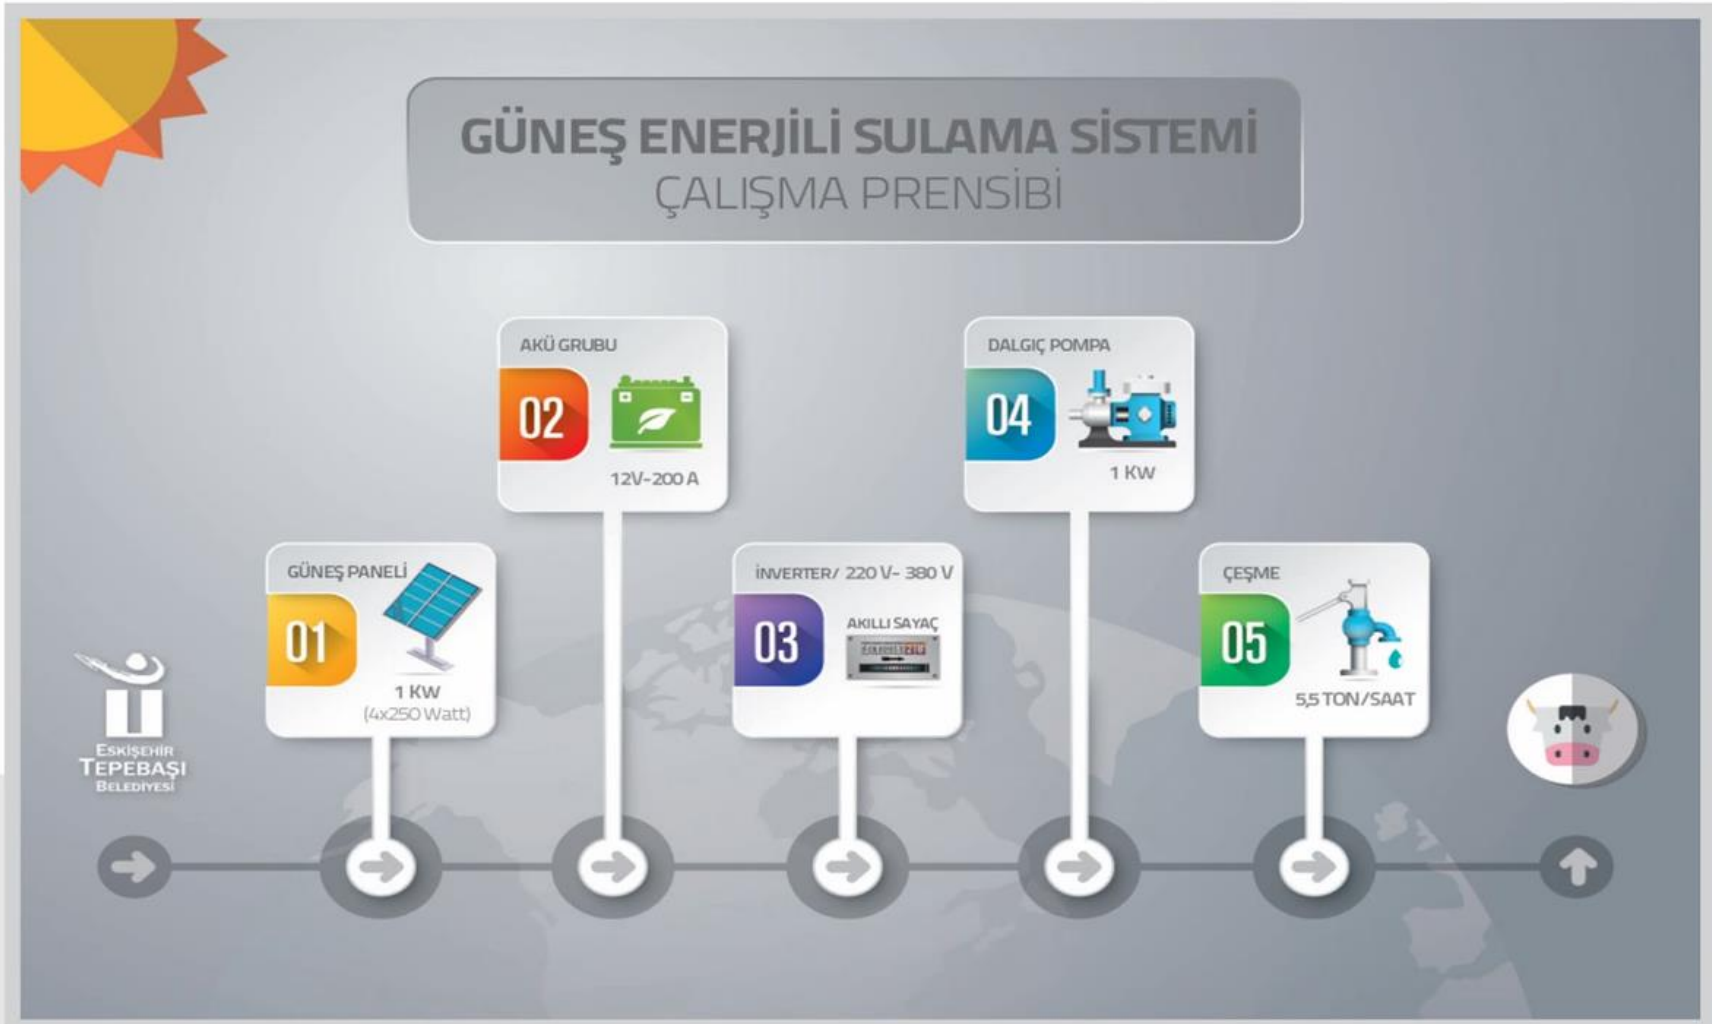 GÜNEŞ ENERJİLİ SULAMA SİSTEMİ
ÇALIŞMA PRENSİBİ
GÜNEŞ PANELİ
01
1 KW
(4x250 Watt)
AKÜ GRUBU
02
12V-200 A
İNVERTER/ 220 V- 380 V
03
AKILLI SAYAÇ
DALGIÇ POMPA
04
1 KW
ÇEŞME
05
5,5 TON/SAAT
ESKİŞEHİR
TEPEBAŞI
BELEDİYESİ